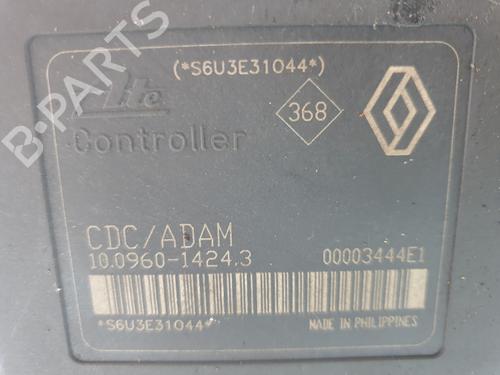 (*S6U3E31044*)
Ate
368
Controller
CDC/ADAM
10.0960-1424.3
00003444E1
*S6U3E31044*
MADE IN PHILIPPINES
B-PARTS